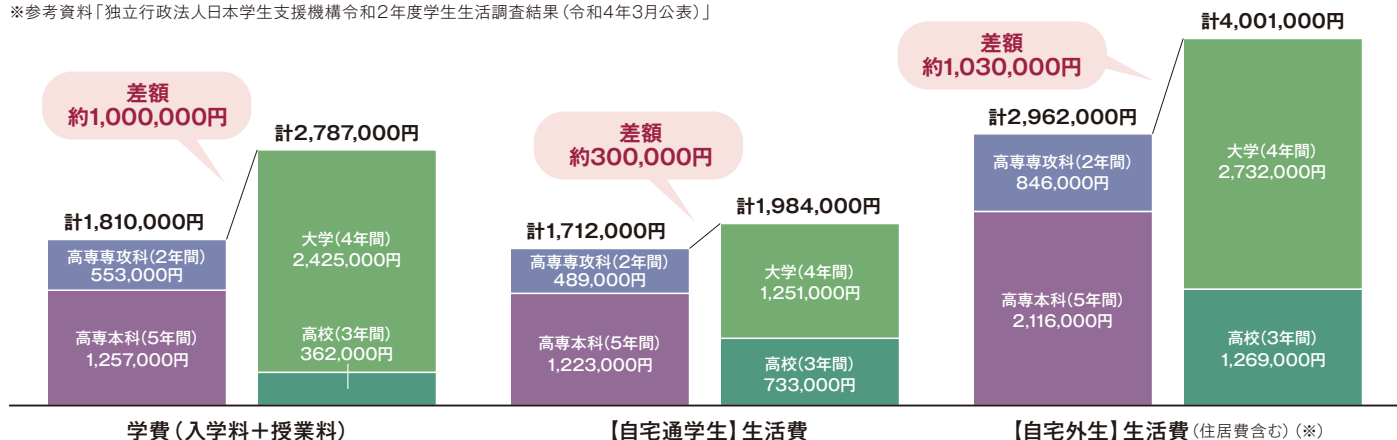 ※参考資料「独立行政法人日本学生支援機構令和2年度学生生活調査結果(令和4年3月公表)」
差額
約1,000,000円
計1,810,000円
高専専攻科(2年間)
553,000円
高専本科(5年間)
1,257,000円
計2,787,000円
大学(4年間)
2,425,000円
高校(3年間)
362,000円
学費(入学料+授業料)
差額
約300,000円
計1,712,000円
高専専攻科(2年間)
489,000円
高専本科(5年間)
1,223,000円
計1,984,000円
大学(4年間)
1,251,000円
高校(3年間)
733,000円
【自宅通学生】生活費
差額
約1,030,000円
計2,962,000円
高専専攻科(2年間)
846,000円
高専本科(5年間)
2,116,000円
計4,001,000円
大学(4年間)
2,732,000円
高校(3年間)
1,269,000円
【自宅外生】生活費(住居費含む)(※)